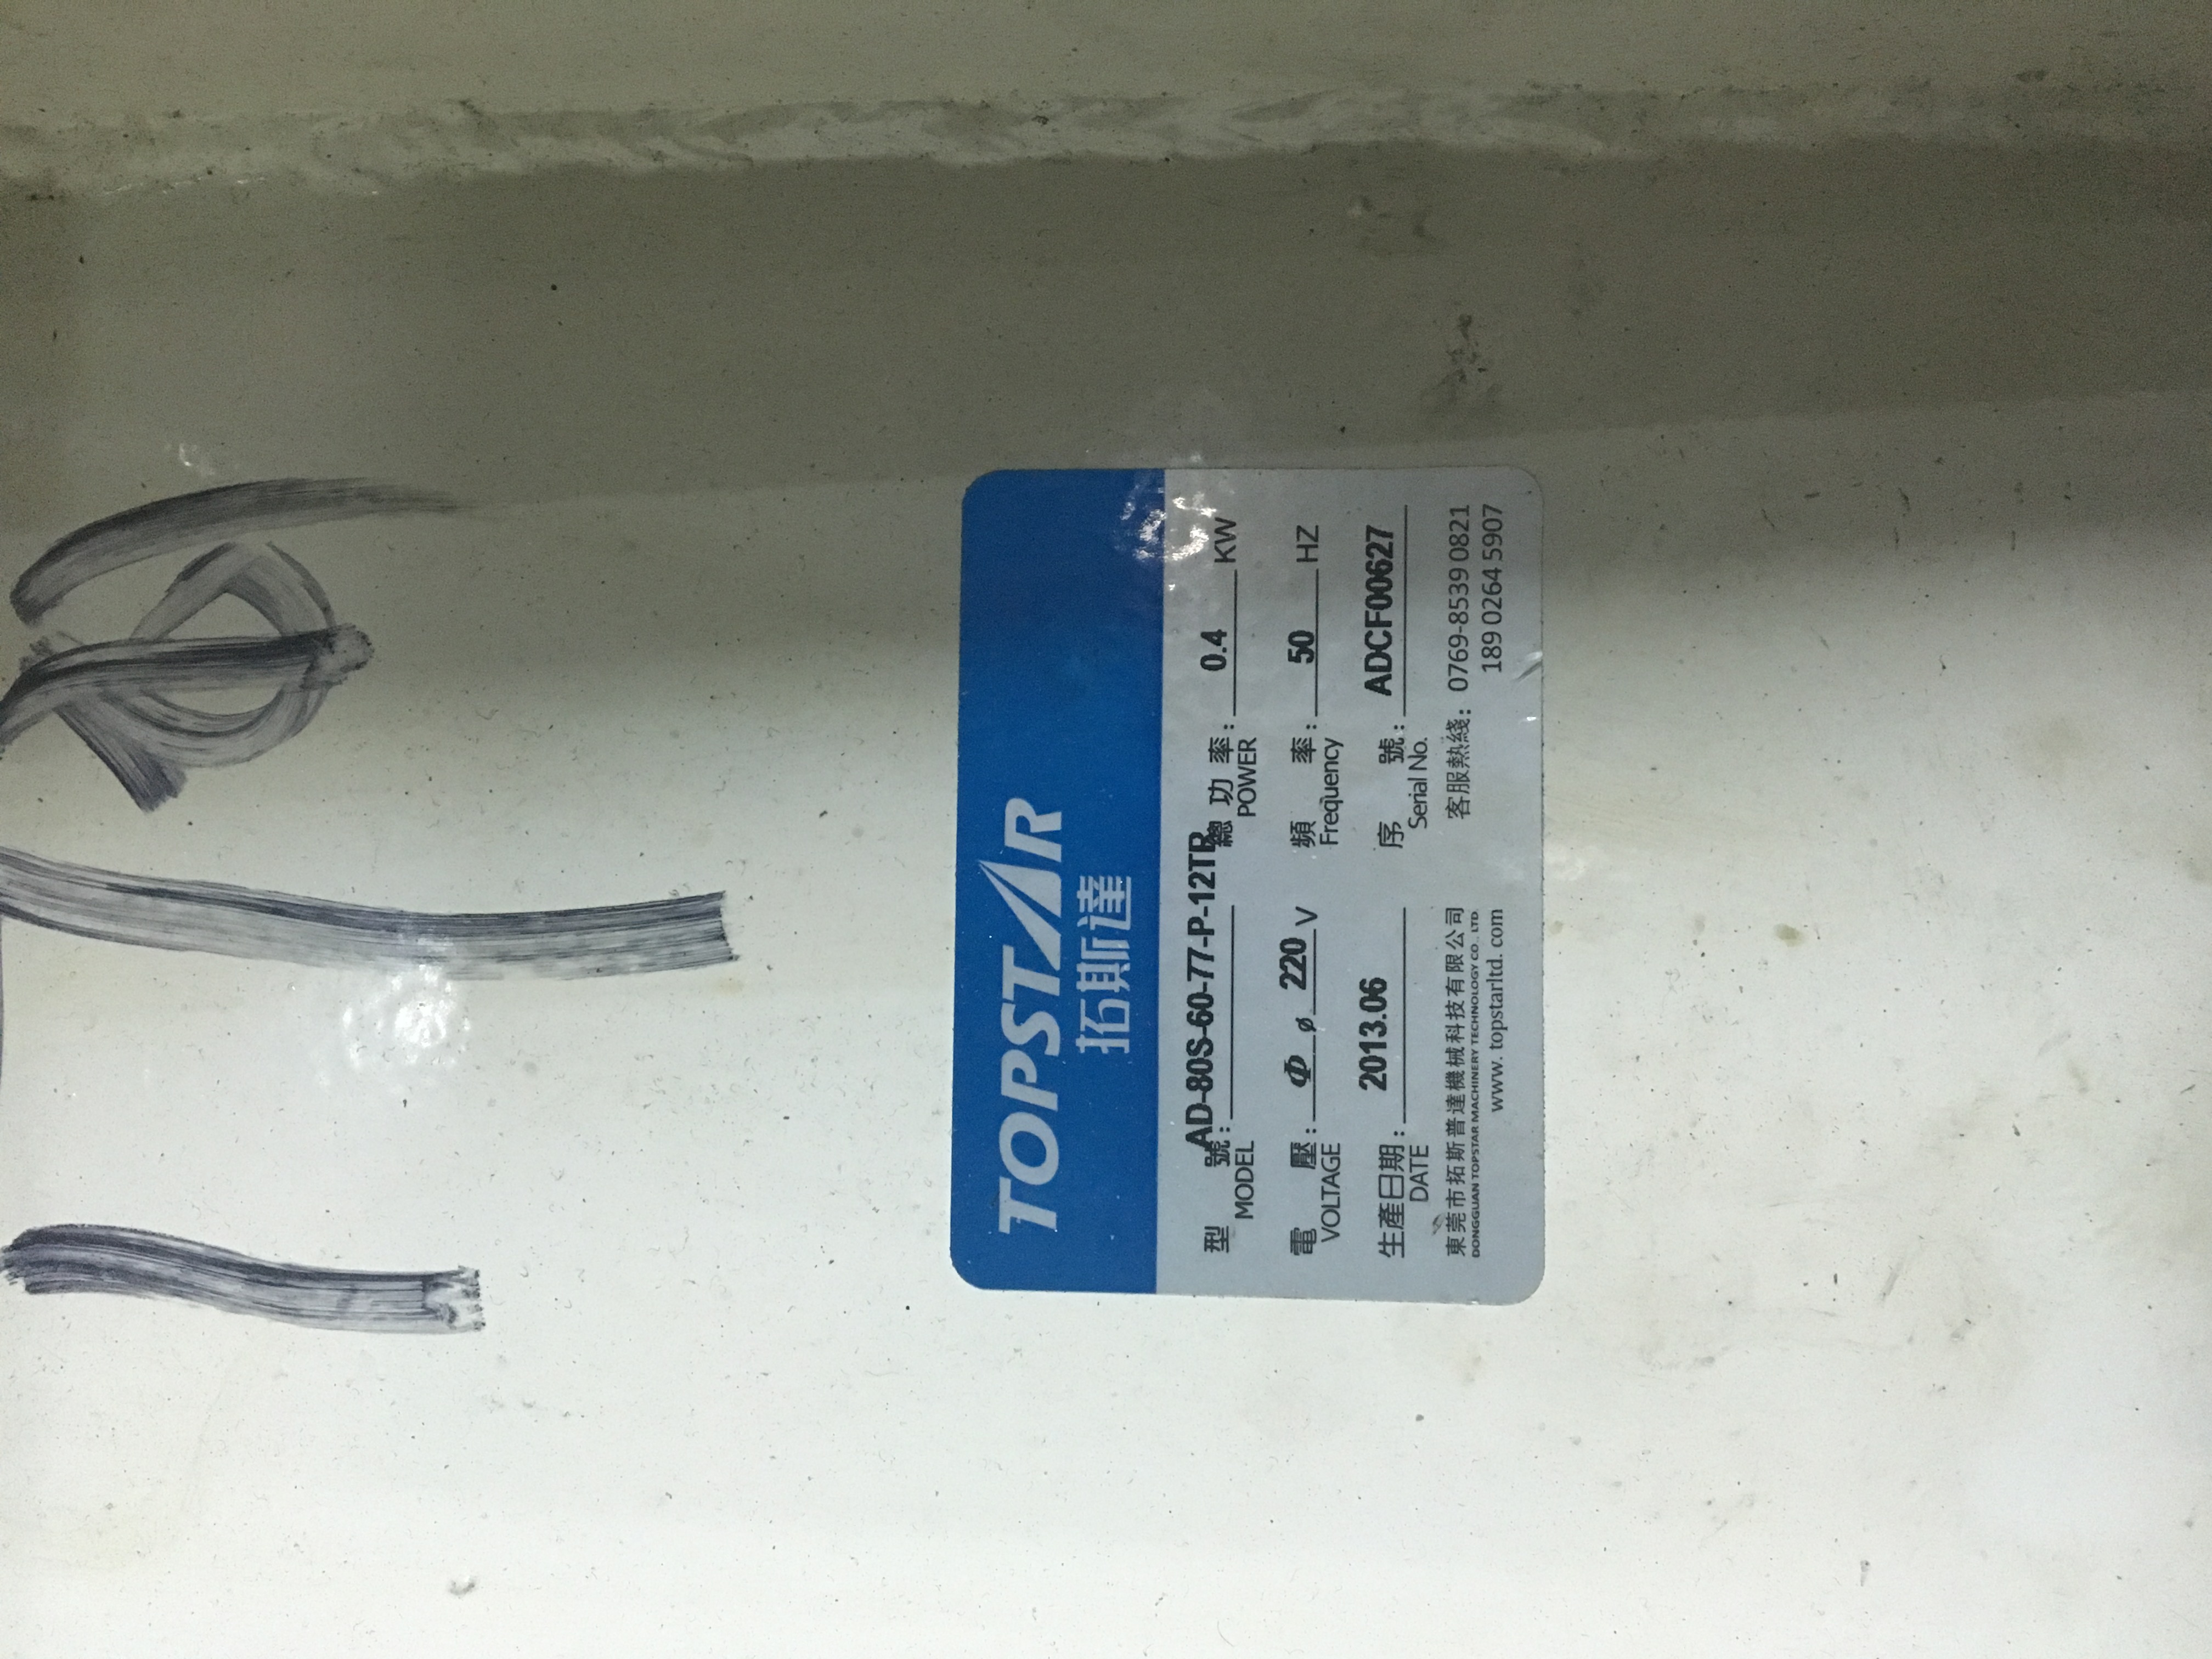 TOPSTAR
拓斯達
型 號: AD-80S-60-77-P-12TR
MODEL
總 功 率: 0.4 KW
POWER
電 壓: Φ ø 220 V
VOLTAGE
頻 率: 50 HZ
Frequency
生產日期: 2013.06
DATE
序 號: ADCF00627
Serial No.
東莞市拓斯普達機械科技有限公司
DONGGUAN TOPSTAR MACHINERY TECHNOLOGY CO., LTD.
www. topstarltd. com
客服熱綫: 0769-8539 0821
189 0264 5907